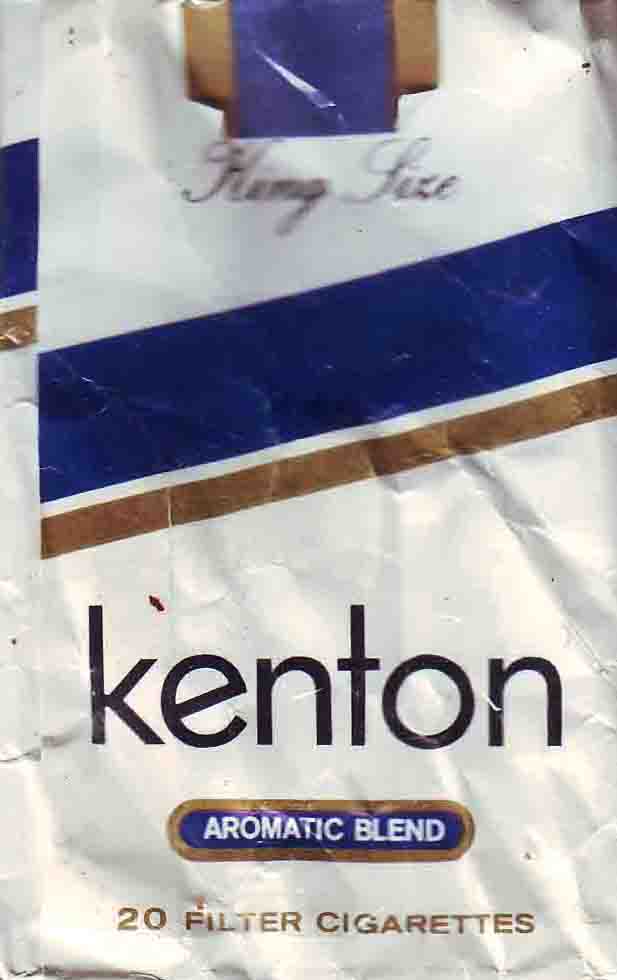 King Size
kenton
AROMATIC BLEND
20 FILTER CIGARETTES